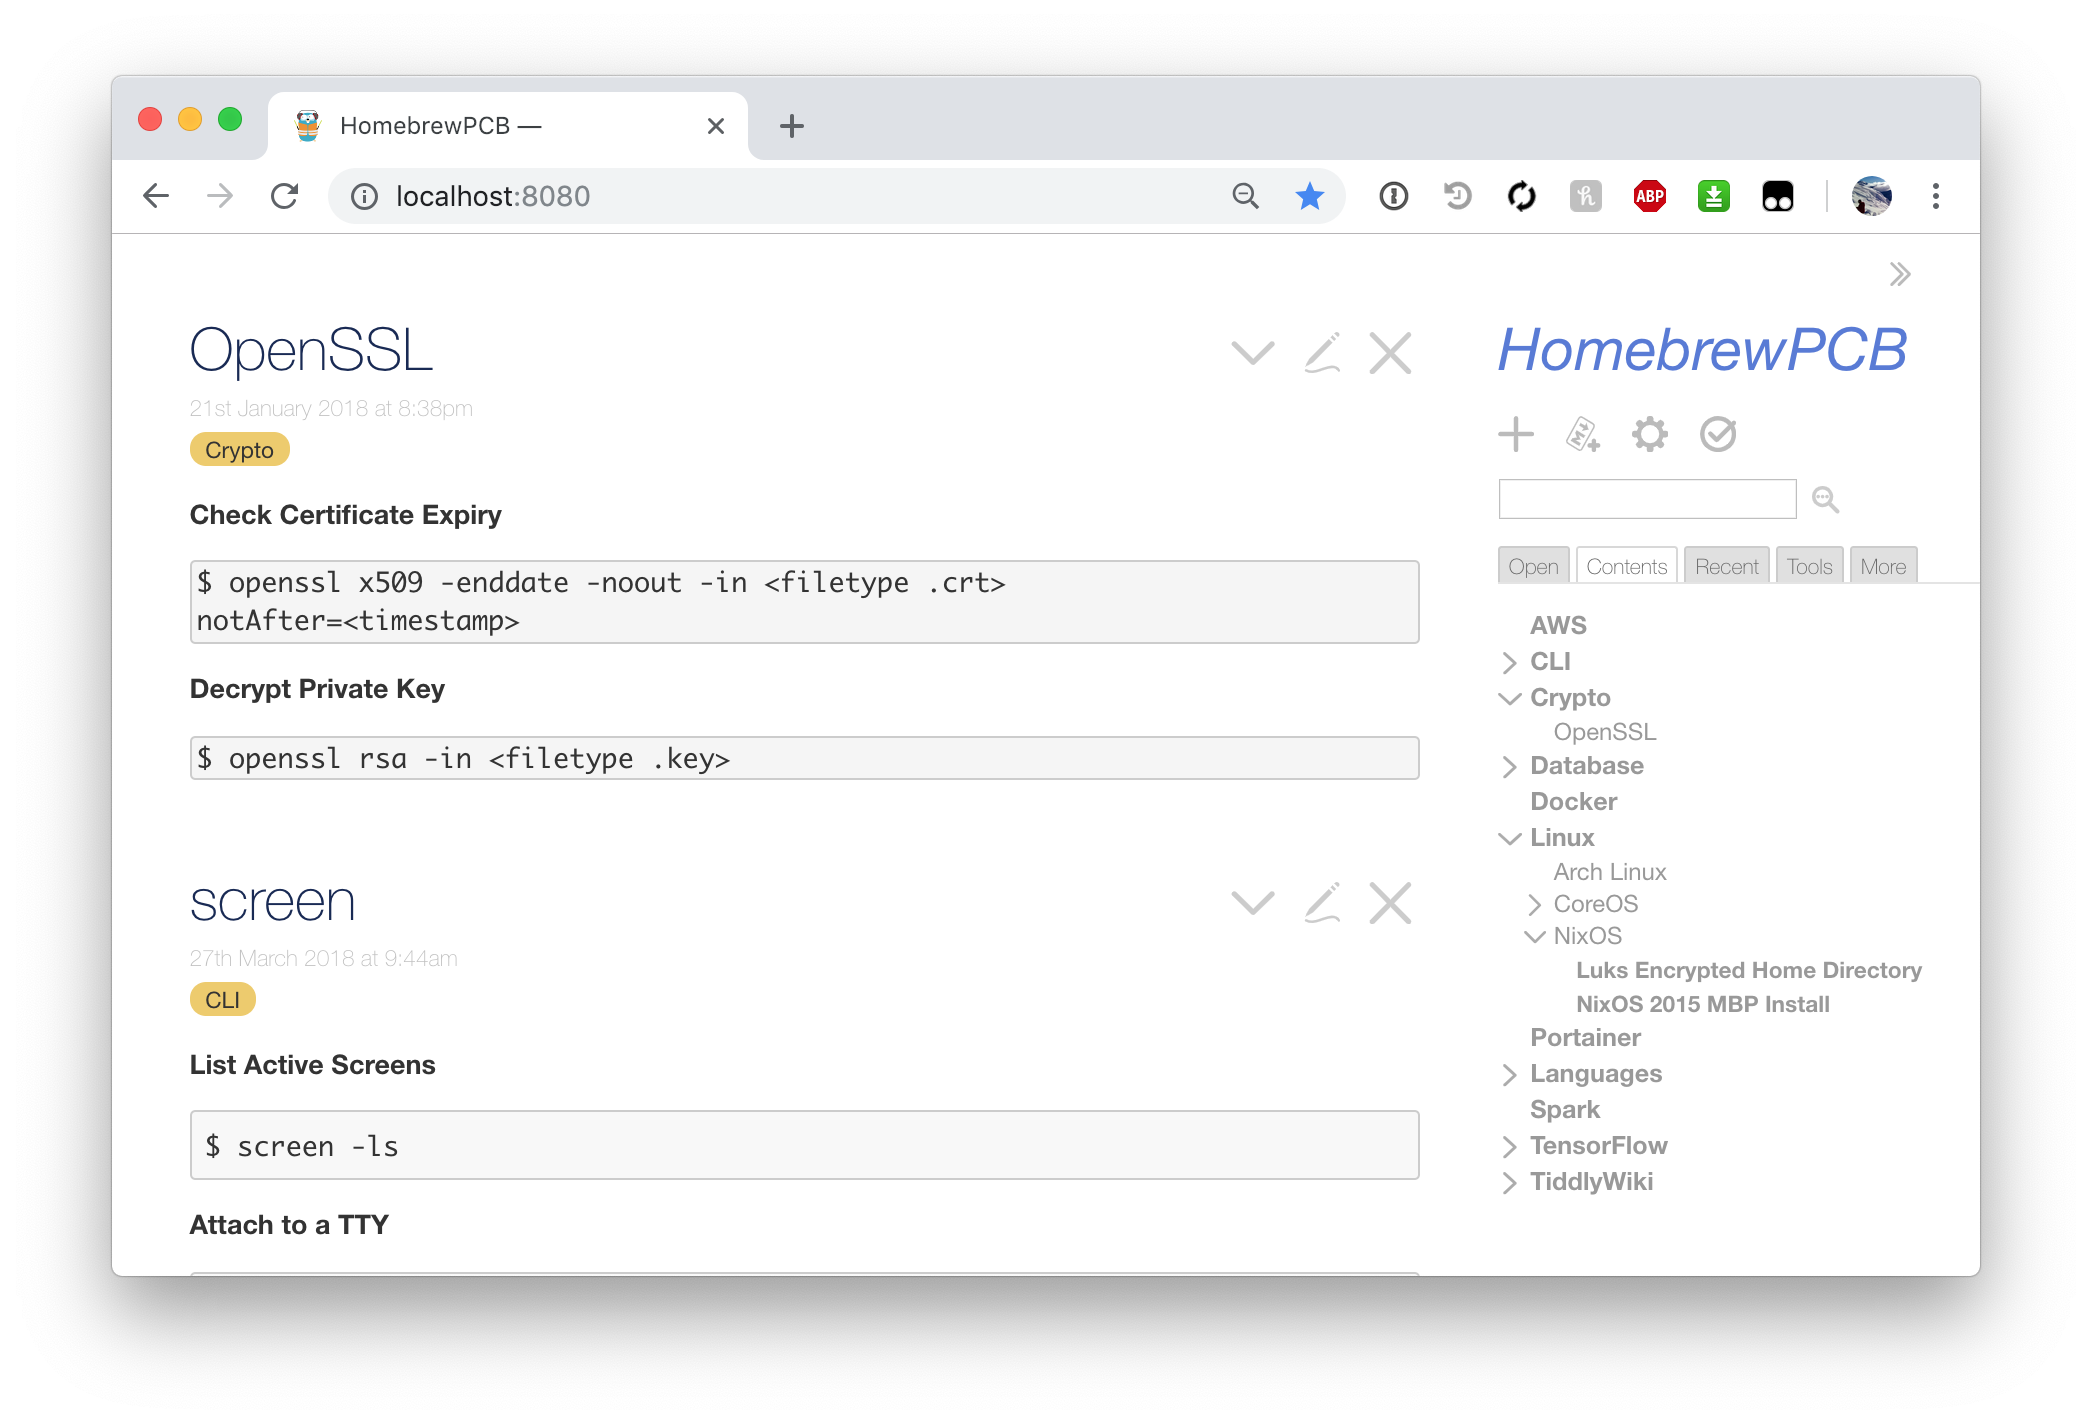 HomebrewPCB —
localhost:8080
ABP
OpenSSL
21st January 2018 at 8:38pm
Crypto
Check Certificate Expiry
$ openssl x509 -enddate -noout -in <filetype .crt>
notAfter=<timestamp>
Decrypt Private Key
$ openssl rsa -in <filetype .key>
screen
27th March 2018 at 9:44am
CLI
List Active Screens
$ screen -ls
Attach to a TTY
HomebrewPCB
Open Contents Recent Tools More
AWS
CLI
Crypto
OpenSSL
Database
Docker
Linux
Arch Linux
CoreOS
NixOS
Luks Encrypted Home Directory
NixOS 2015 MBP Install
Portainer
Languages
Spark
TensorFlow
TiddlyWiki